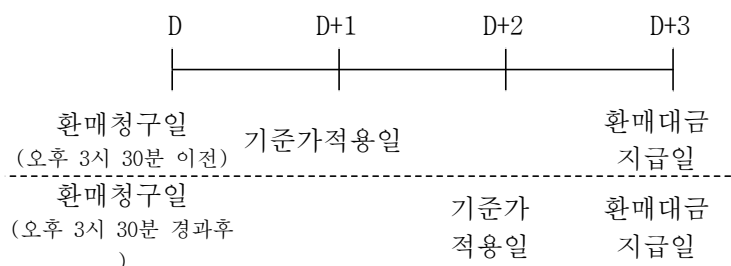 D D+1 D+2 D+3
환매청구일
(오후 3시 30분 이전)
기준가적용일
환매대금
지급일
환매청구일
(오후 3시 30분 경과후
)
기준가
적용일
환매대금
지급일